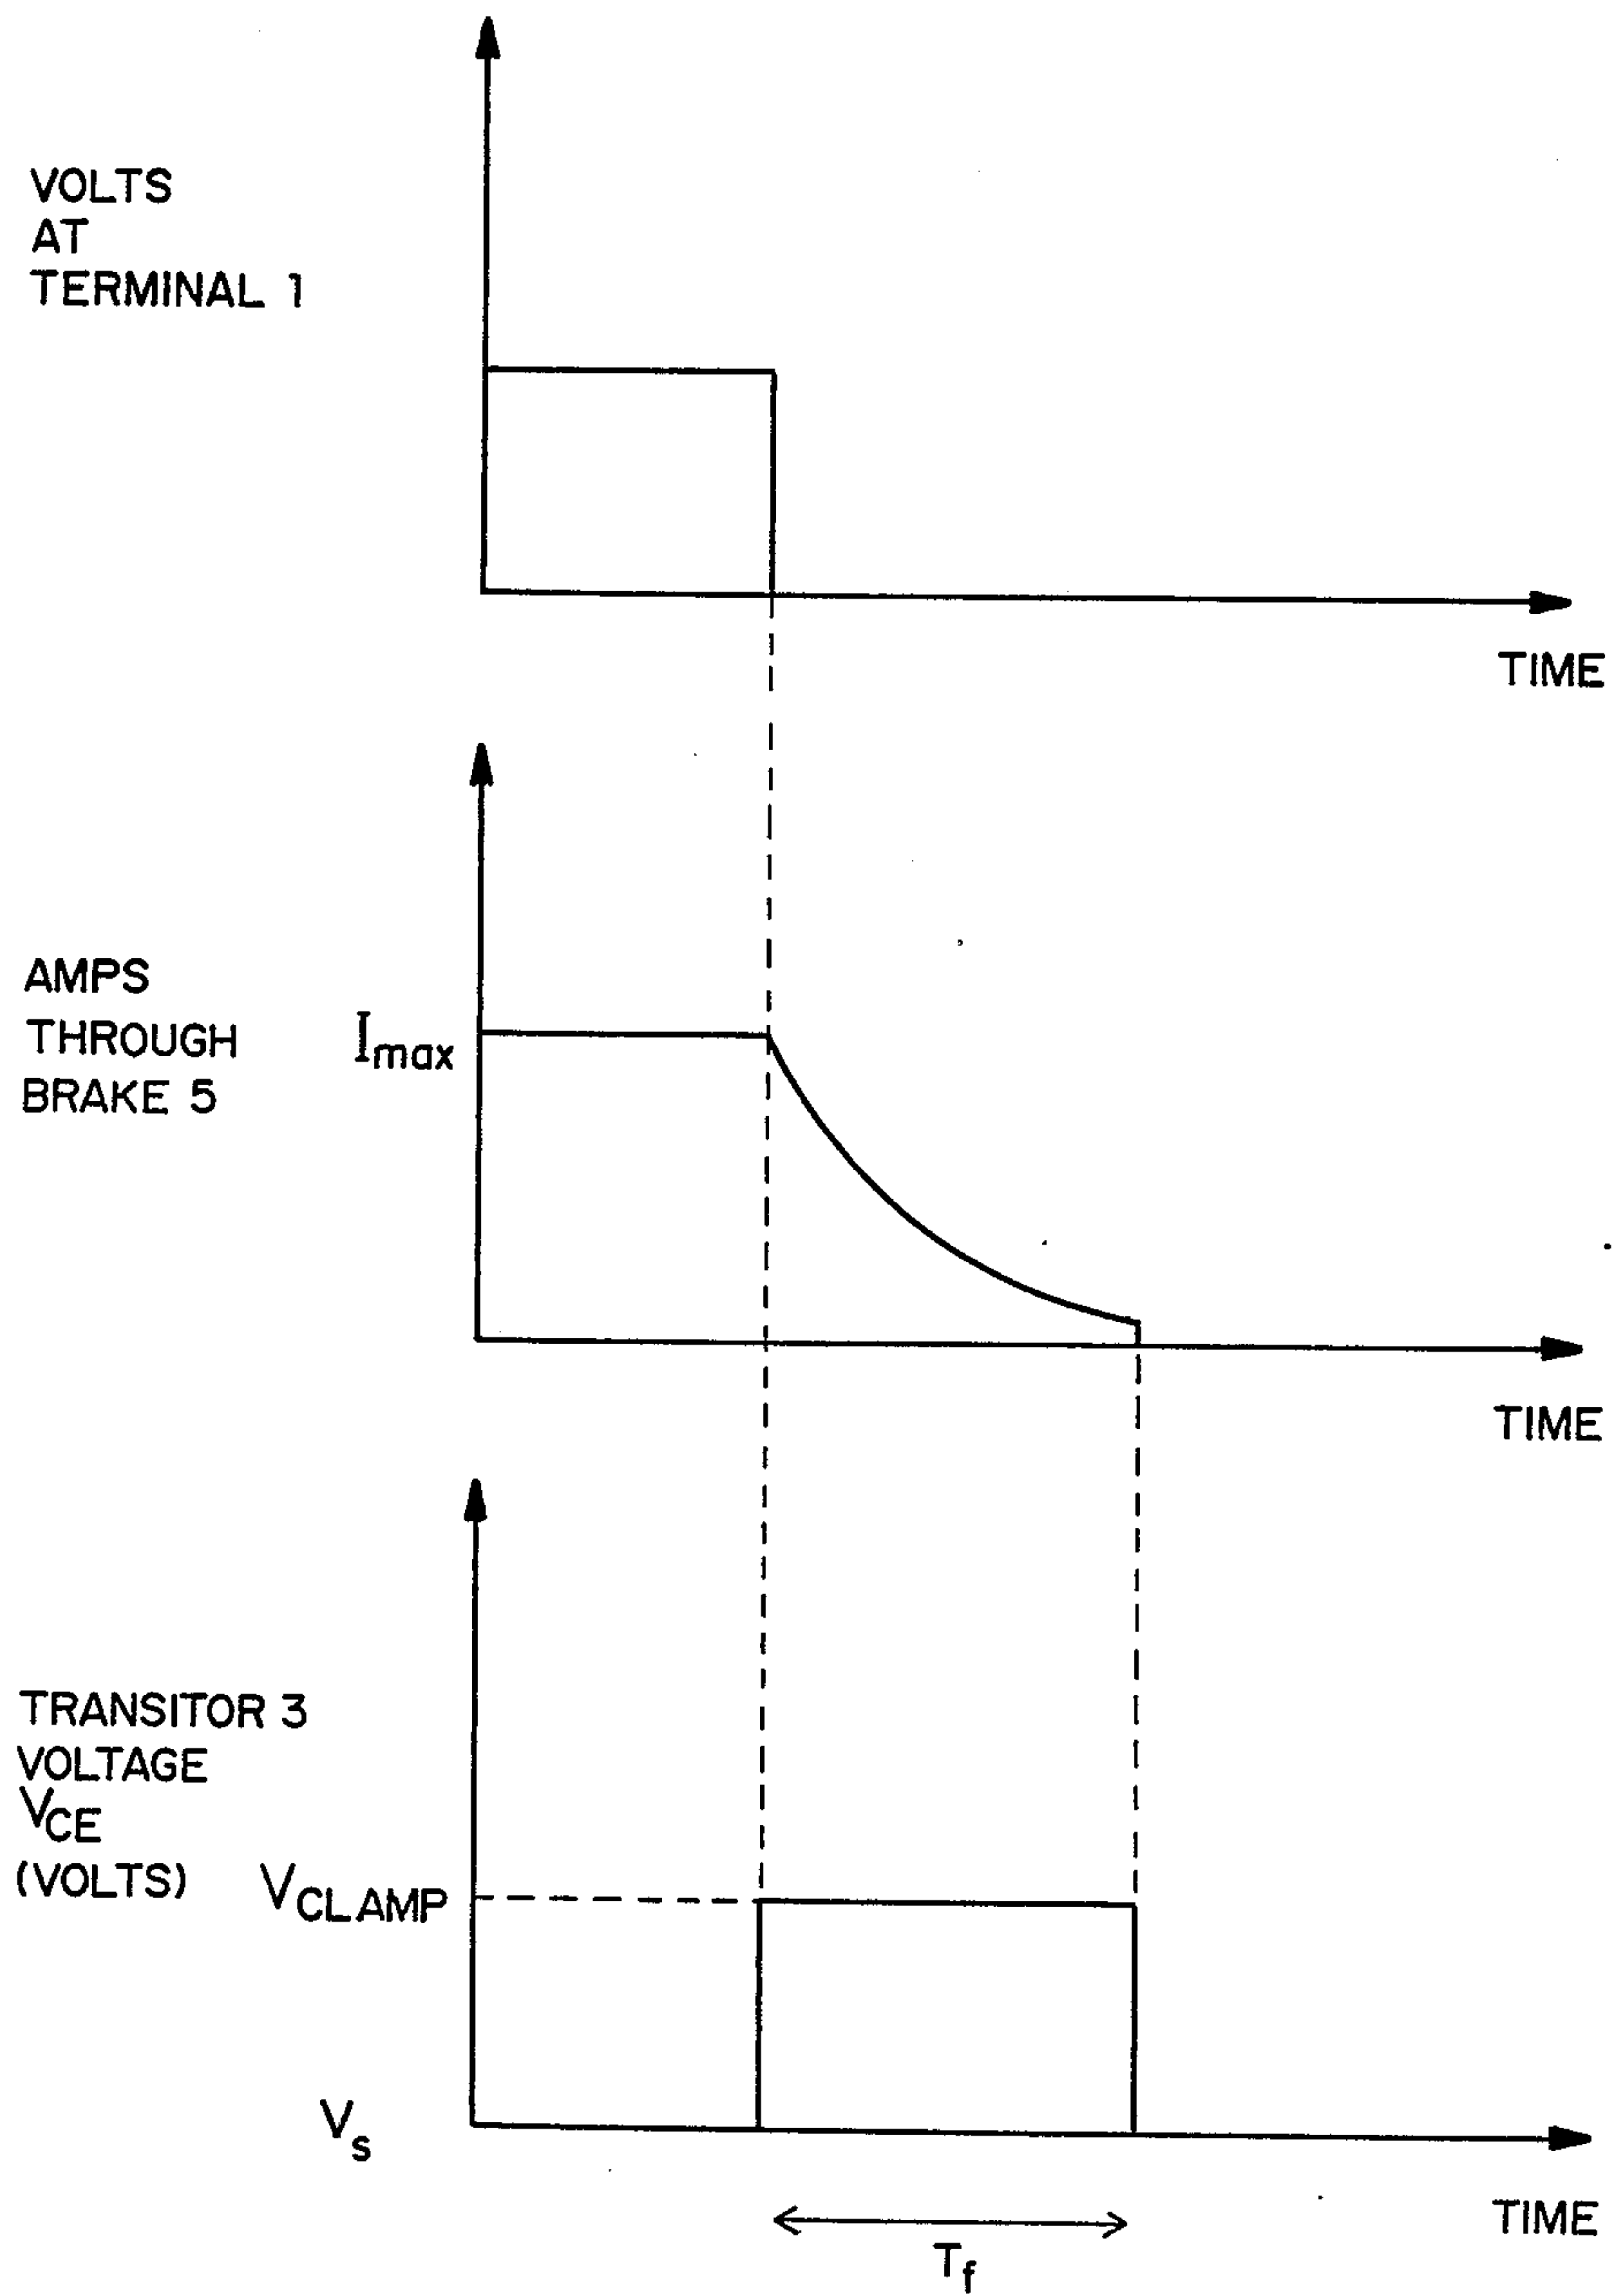 VOLTS
AT
TERMINAL 1
TIME
AMPS
THROUGH
BRAKE 5
Imax
TIME
TRANSITOR 3
VOLTAGE
VCE
(VOLTS)
VCLAMP
Vs
TIME
Tf